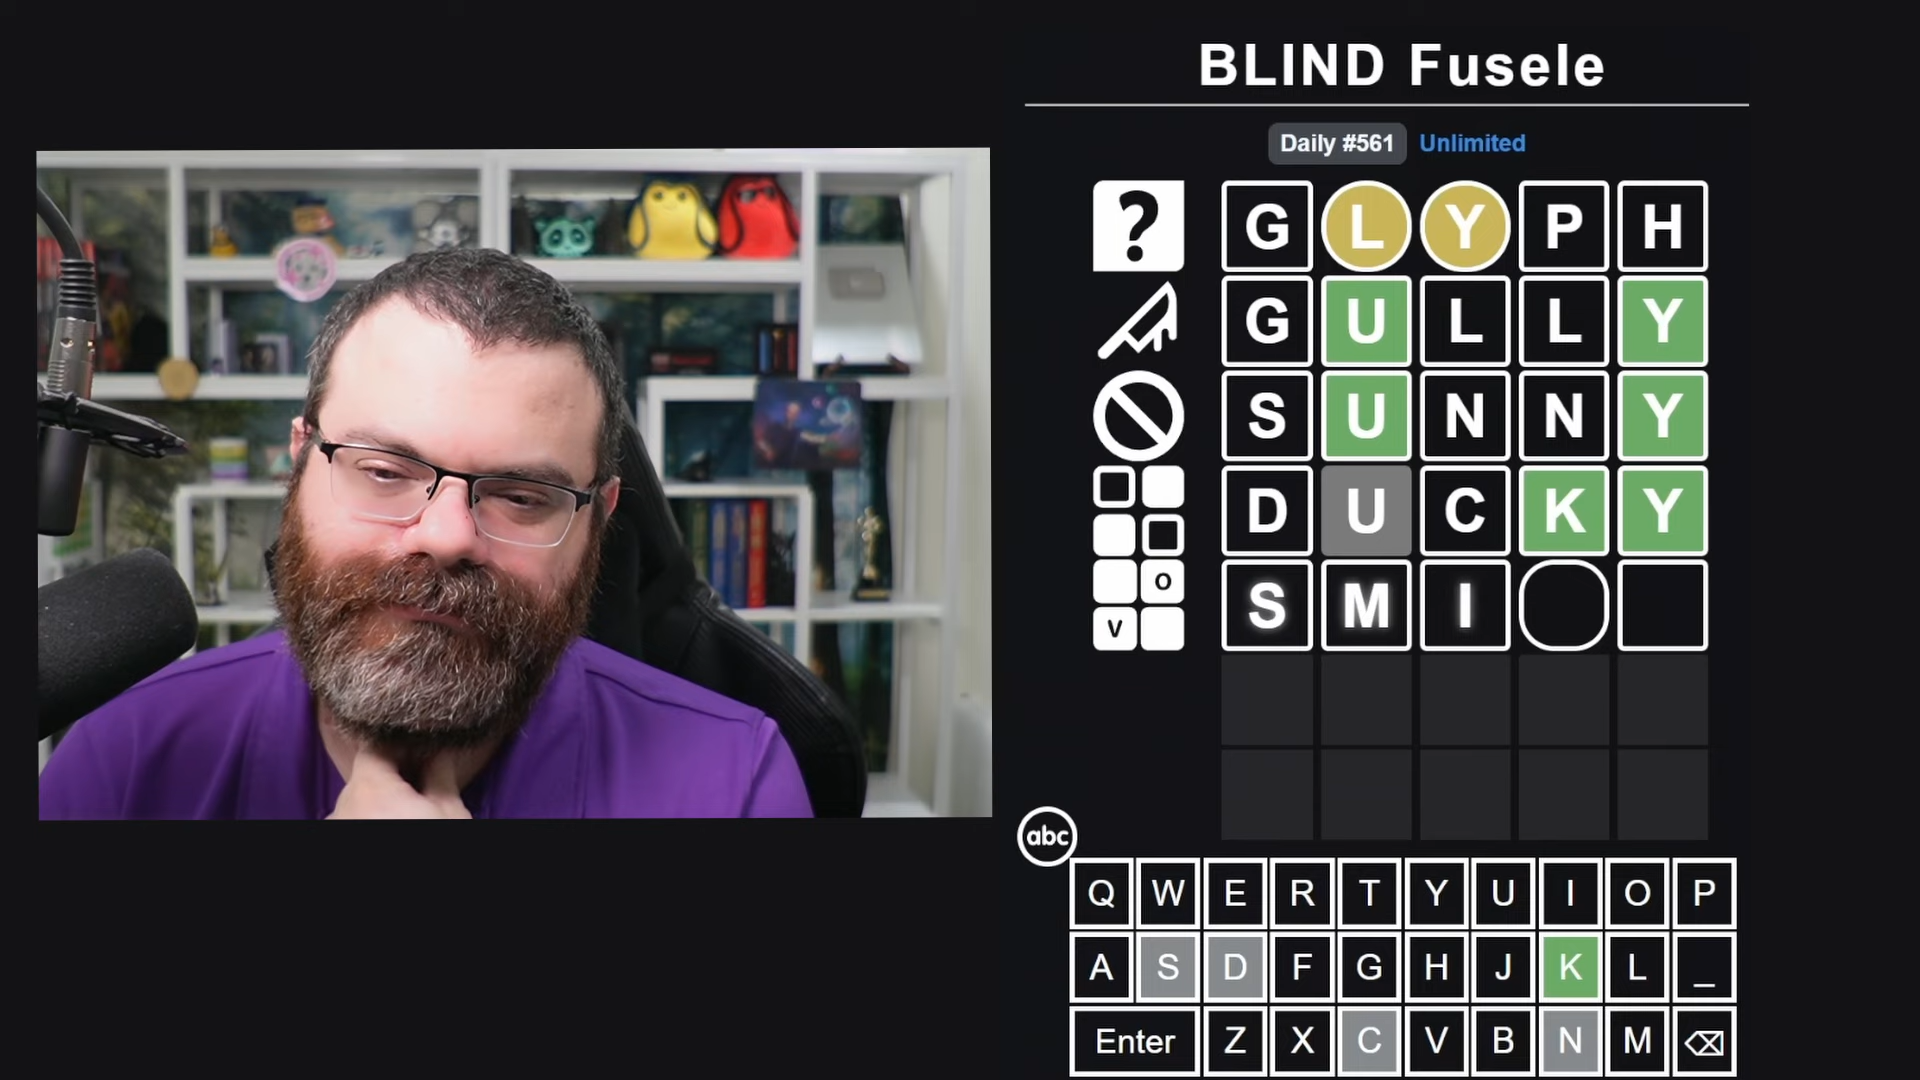 BLIND Fusele
Daily #561 Unlimited
? G L Y P H
G U L L Y
S U N N Y
D U C K Y
O
V
S M I
abc
Q W E R T Y U I O P
A S D F G H J K L _
Enter Z X C V B N M ⌫